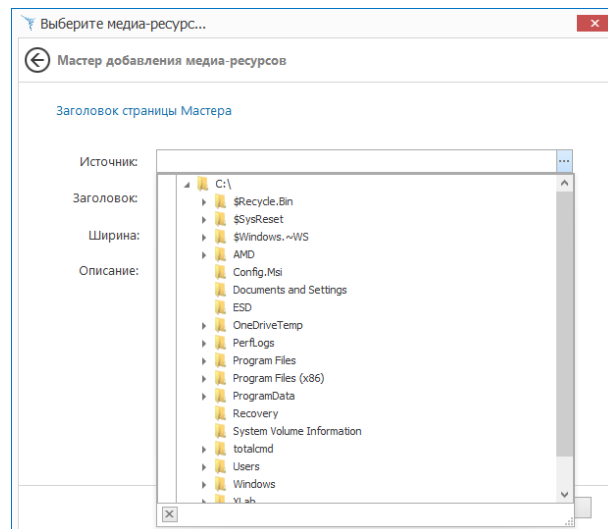 Выберите медиа-ресурс...
Мастер добавления медиа-ресурсов
Заголовок страницы Мастера
Источник:
Заголовок:
Ширина:
Описание:
C:\
$Recycle.Bin
$SysReset
$Windows.~WS
AMD
Config.Msi
Documents and Settings
ESD
OneDriveTemp
PerfLogs
Program Files
Program Files (x86)
ProgramData
Recovery
System Volume Information
totalcmd
Users
Windows
XLab